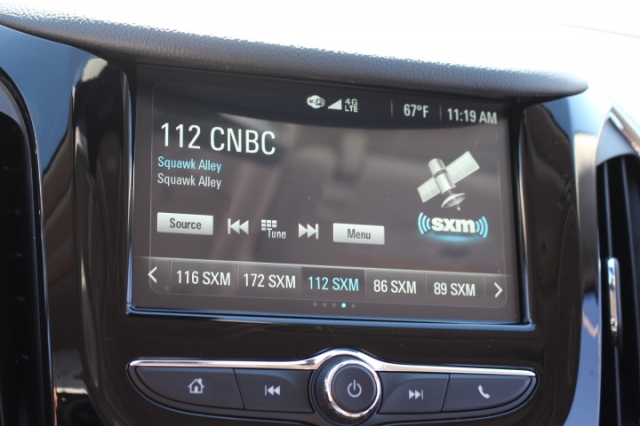 WiFi 4G LTE 67°F 11:19 AM
112 CNBC
Squawk Alley
Squawk Alley
sxm
Source Tune Menu
116 SXM 172 SXM 112 SXM 86 SXM 89 SXM